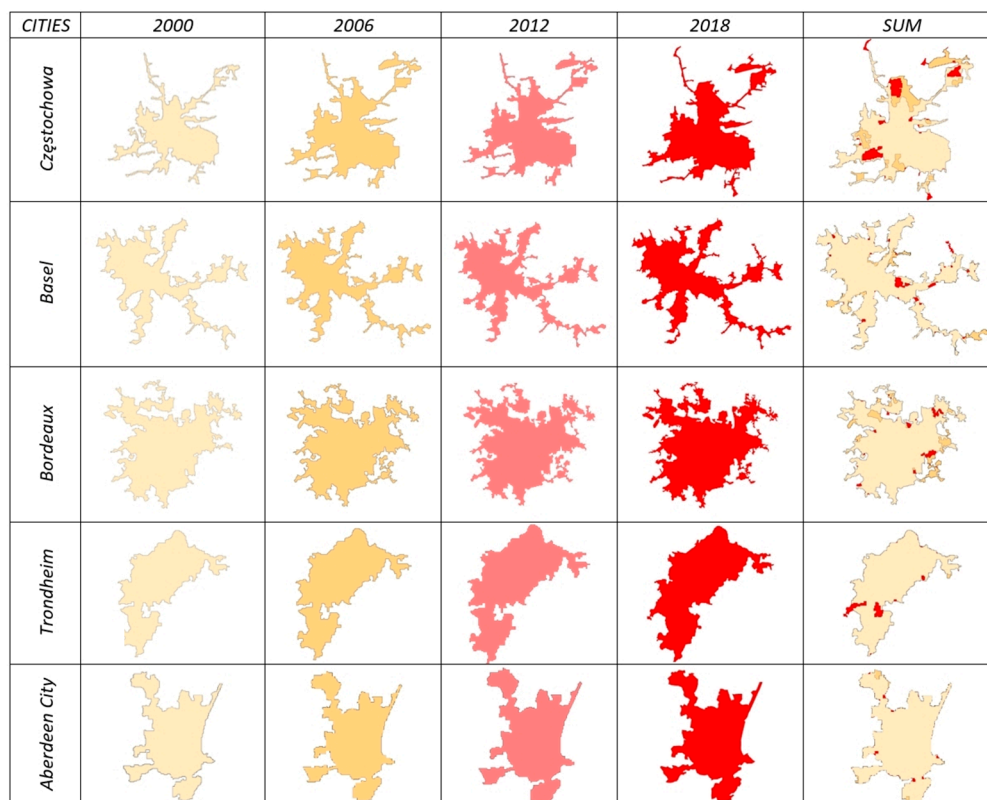 CITIES 2000 2006 2012 2018 SUM
Częstochowa
Basel
Bordeaux
Trondheim
Aberdeen City